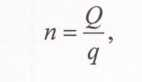 n = Q/q,